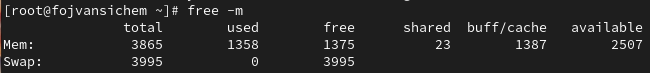 [root@fojvansichem ~]# free -m
              total        used        free      shared  buff/cache   available
Mem:           3865        1358        1375          23        1387        2507
Swap:          3995           0        3995